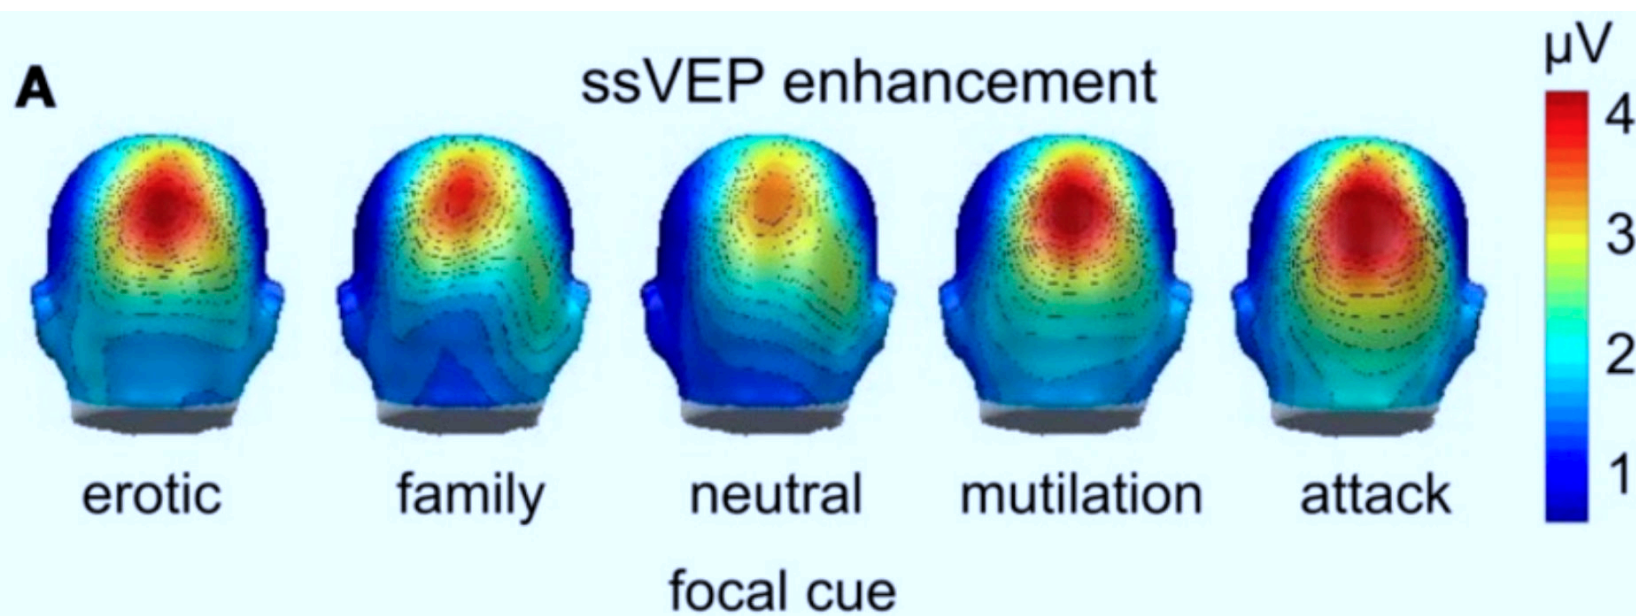 A
ssVEP enhancement
µV
4
3
2
1
erotic family neutral mutilation attack
focal cue